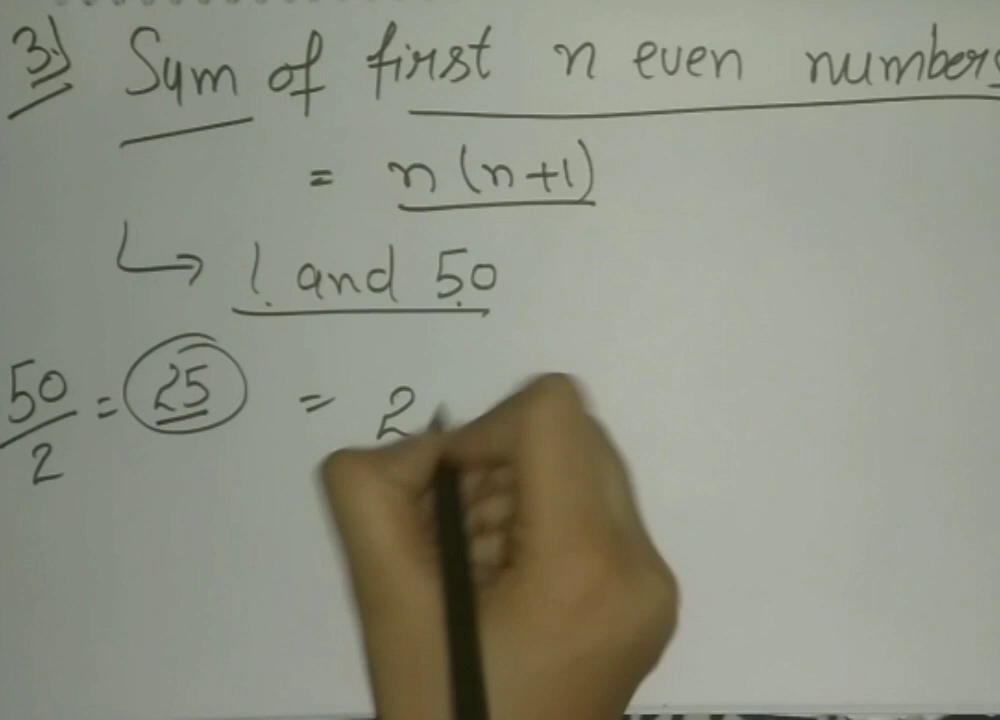 3.) Sum of first n even numbers
= n (n+1)
↳ 1 and 50
50/2 = 25 = 2